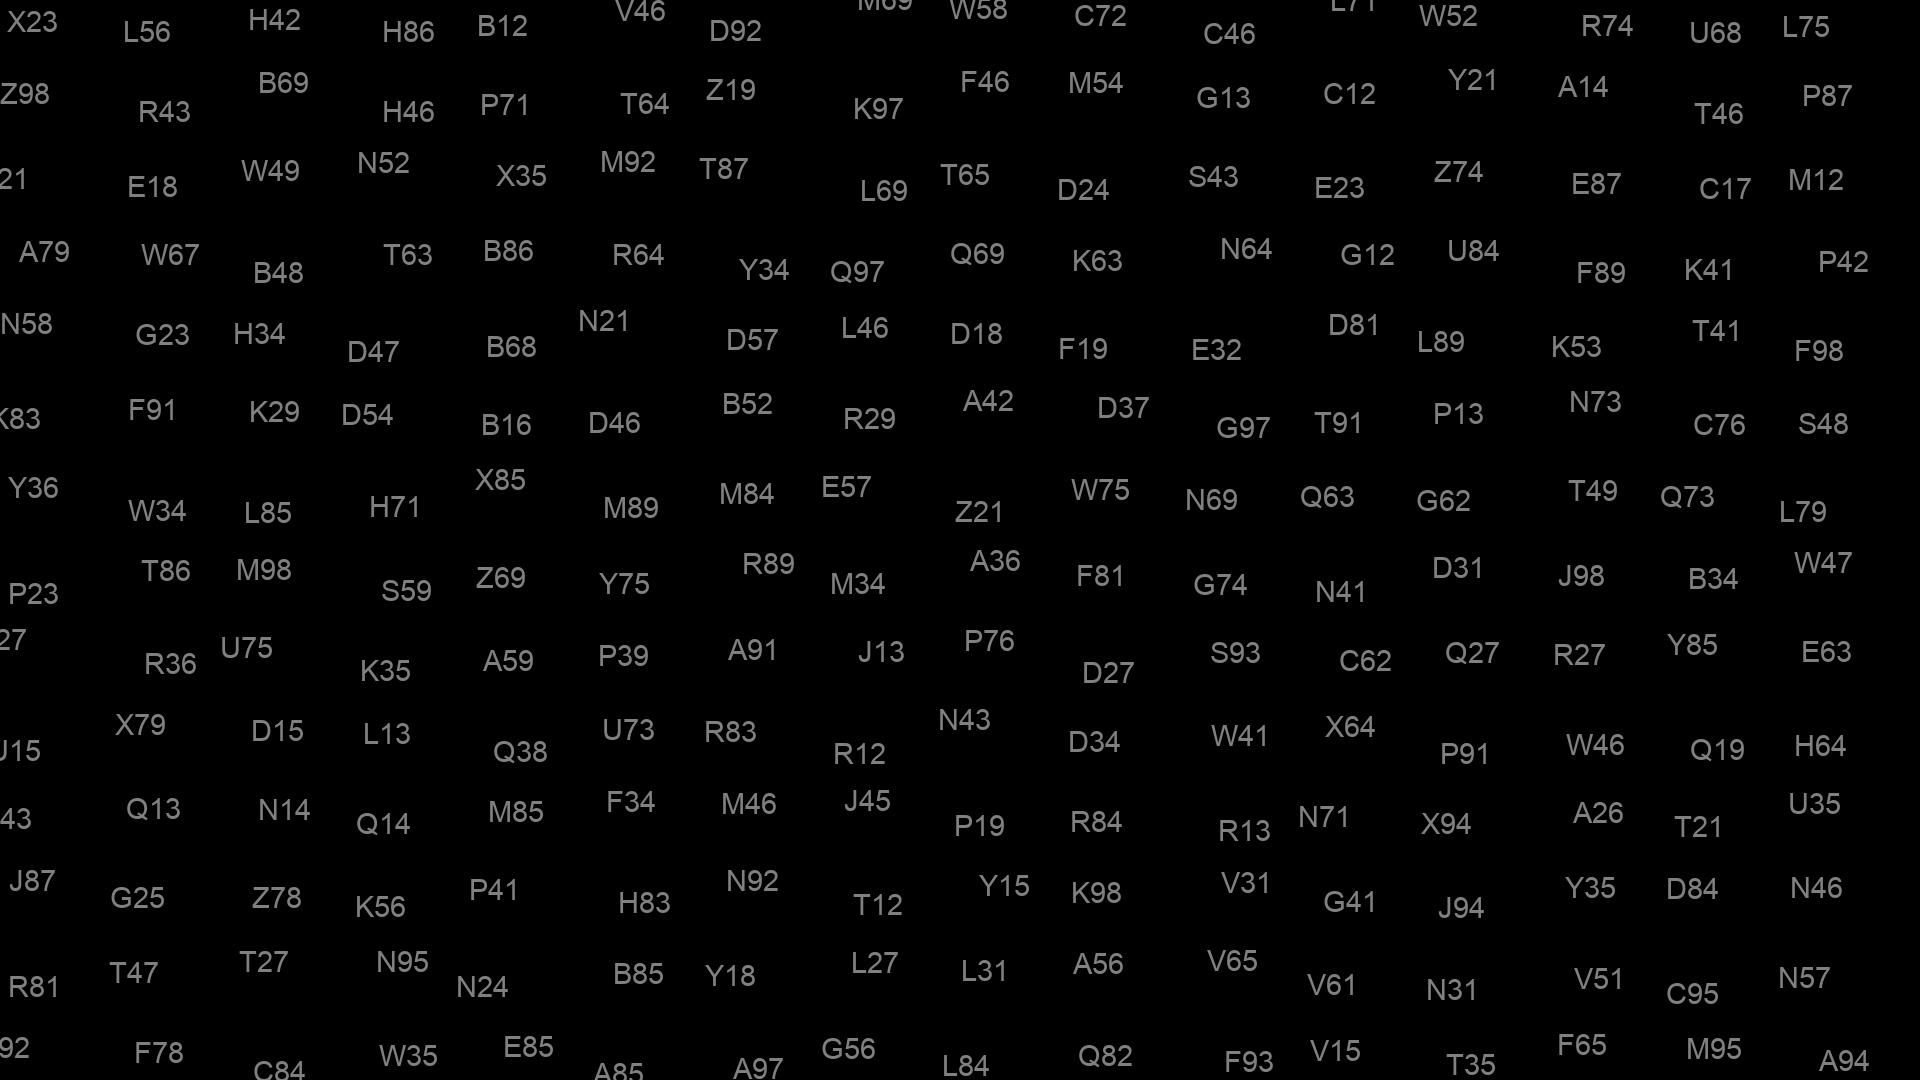 X23 L56 H42 H86 B12 V46 D92 M69 W58 C72 C46 L71 W52 R74 U68 L75
Z98 R43 B69 H46 P71 T64 Z19 K97 F46 M54 G13 C12 Y21 A14 T46 P87
21 E18 W49 N52 X35 M92 T87 L69 T65 D24 S43 E23 Z74 E87 C17 M12
A79 W67 B48 T63 B86 R64 Y34 Q97 Q69 K63 N64 G12 U84 F89 K41 P42
N58 G23 H34 D47 B68 N21 D57 L46 D18 F19 E32 D81 L89 K53 T41 F98
K83 F91 K29 D54 B16 D46 B52 R29 A42 D37 G97 T91 P13 N73 C76 S48
Y36 W34 L85 H71 X85 M89 M84 E57 Z21 W75 N69 Q63 G62 T49 Q73 L79
P23 T86 M98 S59 Z69 Y75 R89 M34 A36 F81 G74 N41 D31 J98 B34 W47
27 R36 U75 K35 A59 P39 A91 J13 P76 D27 S93 C62 Q27 R27 Y85 E63
U15 X79 D15 L13 Q38 U73 R83 R12 N43 D34 W41 X64 P91 W46 Q19 H64
43 Q13 N14 Q14 M85 F34 M46 J45 P19 R84 R13 N71 X94 A26 T21 U35
J87 G25 Z78 K56 P41 H83 N92 T12 Y15 K98 V31 G41 J94 Y35 D84 N46
R81 T47 T27 N95 N24 B85 Y18 L27 L31 A56 V65 V61 N31 V51 C95 N57
92 F78 C84 W35 E85 A85 A97 G56 L84 Q82 F93 V15 T35 F65 M95 A94